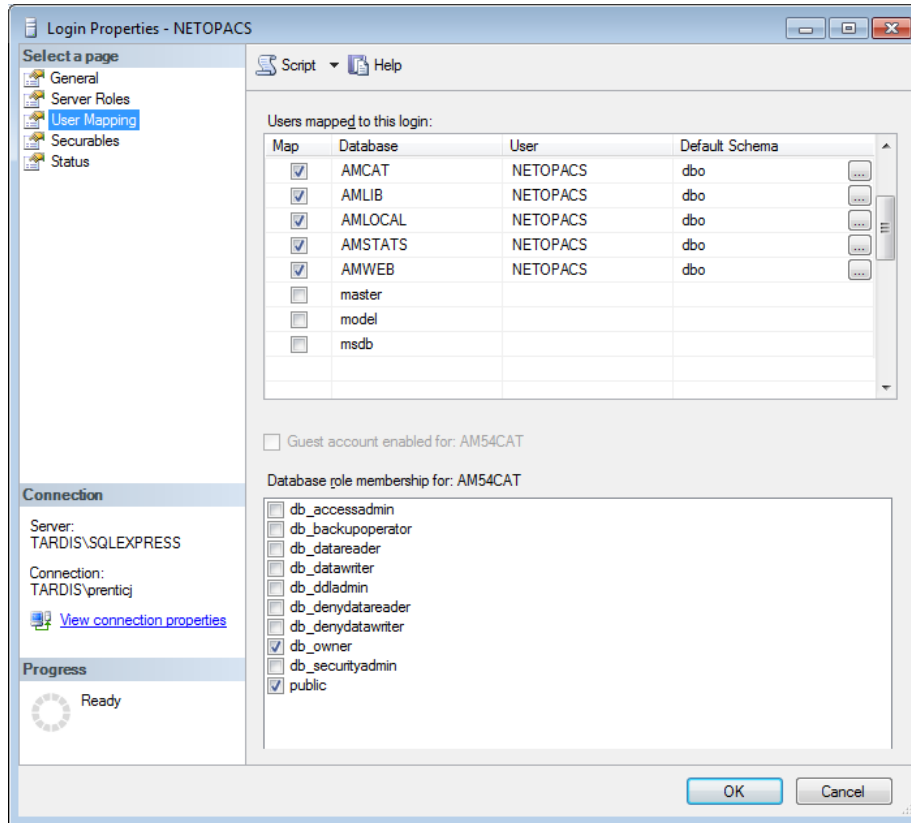 Login Properties - NETOPACS
Select a page
General
Server Roles
User Mapping
Securables
Status
Script Help
Users mapped to this login:
Map Database User Default Schema
AMCAT NETOPACS dbo ...
AMLIB NETOPACS dbo ...
AMLOCAL NETOPACS dbo ...
AMSTATS NETOPACS dbo ...
AMWEB NETOPACS dbo ...
master
model
msdb
Guest account enabled for: AM54CAT
Database role membership for: AM54CAT
db_accessadmin
db_backupoperator
db_datareader
db_datawriter
db_ddladmin
db_denydatareader
db_denydatawriter
db_owner
db_securityadmin
public
Connection
Server:
TARDIS\SQLEXPRESS
Connection:
TARDIS\prenticj
View connection properties
Progress
Ready
OK Cancel